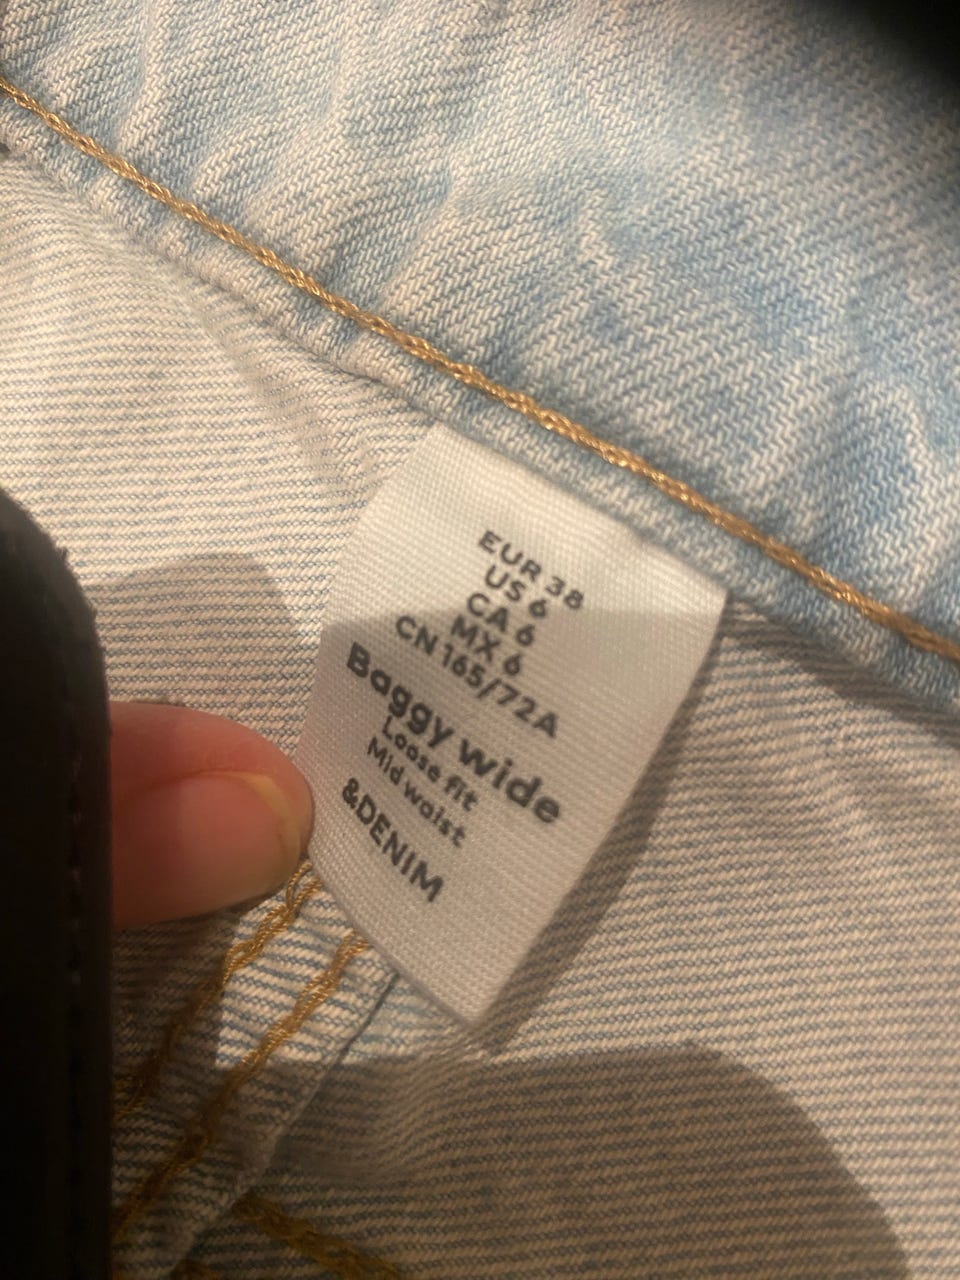 EUR 38
US 6
CA 6
MX 6
CN 165/72A
Baggy wide
Loose fit
Mid waist
&DENIM